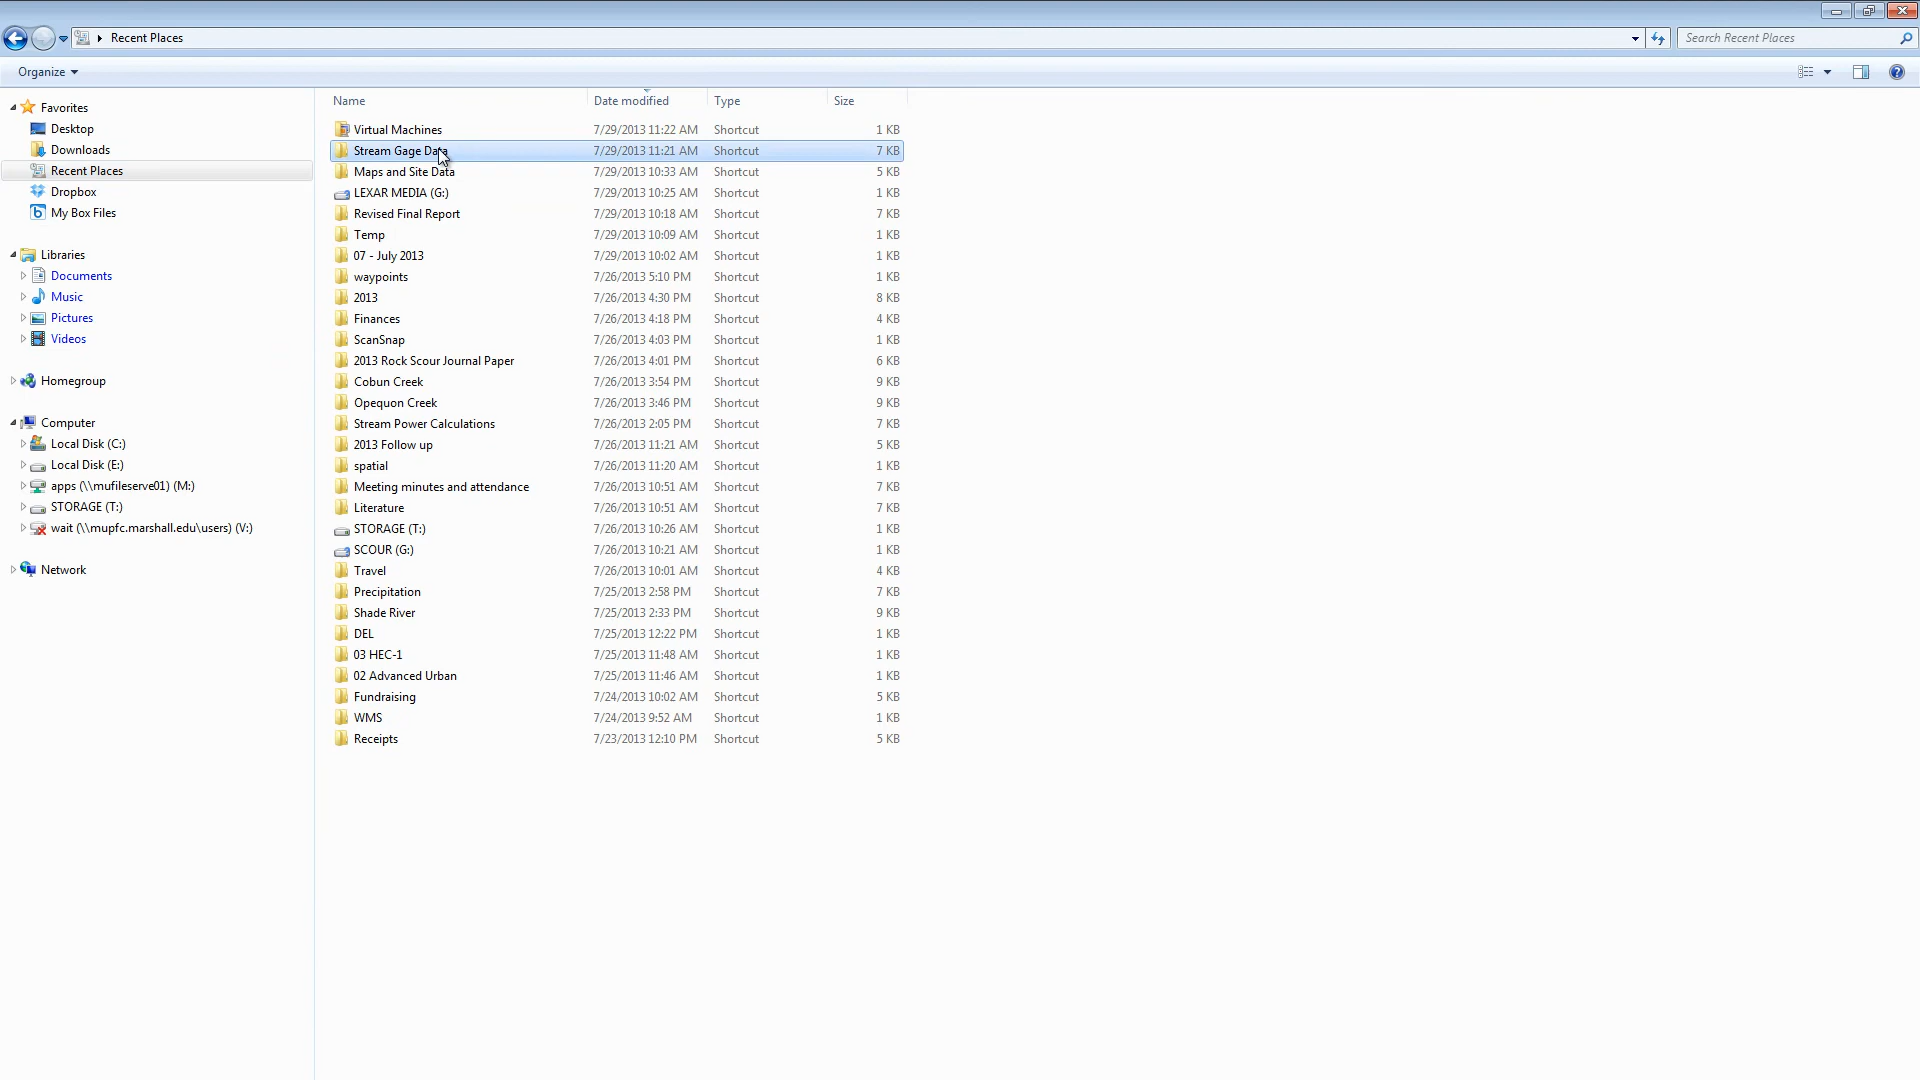 Recent Places
Search Recent Places
Organize
Name Date modified Type Size
Favorites
Desktop
Downloads
Recent Places
Dropbox
My Box Files
Libraries
Documents
Music
Pictures
Videos
Homegroup
Computer
Local Disk (C:)
Local Disk (E:)
apps (\\mufileserve01) (M:)
STORAGE (T:)
wait (\\mupfc.marshall.edu\users) (V:)
Network
Virtual Machines 7/29/2013 11:22 AM Shortcut 1 KB
Stream Gage Data 7/29/2013 11:21 AM Shortcut 7 KB
Maps and Site Data 7/29/2013 10:33 AM Shortcut 5 KB
LEXAR MEDIA (G:) 7/29/2013 10:25 AM Shortcut 1 KB
Revised Final Report 7/29/2013 10:18 AM Shortcut 7 KB
Temp 7/29/2013 10:09 AM Shortcut 1 KB
07 - July 2013 7/29/2013 10:02 AM Shortcut 1 KB
waypoints 7/26/2013 5:10 PM Shortcut 1 KB
2013 7/26/2013 4:30 PM Shortcut 8 KB
Finances 7/26/2013 4:18 PM Shortcut 4 KB
ScanSnap 7/26/2013 4:03 PM Shortcut 1 KB
2013 Rock Scour Journal Paper 7/26/2013 4:01 PM Shortcut 6 KB
Cobun Creek 7/26/2013 3:54 PM Shortcut 9 KB
Opequon Creek 7/26/2013 3:46 PM Shortcut 9 KB
Stream Power Calculations 7/26/2013 2:05 PM Shortcut 7 KB
2013 Follow up 7/26/2013 11:21 AM Shortcut 5 KB
spatial 7/26/2013 11:20 AM Shortcut 1 KB
Meeting minutes and attendance 7/26/2013 10:51 AM Shortcut 7 KB
Literature 7/26/2013 10:51 AM Shortcut 7 KB
STORAGE (T:) 7/26/2013 10:26 AM Shortcut 1 KB
SCOUR (G:) 7/26/2013 10:21 AM Shortcut 1 KB
Travel 7/26/2013 10:01 AM Shortcut 4 KB
Precipitation 7/25/2013 2:58 PM Shortcut 7 KB
Shade River 7/25/2013 2:33 PM Shortcut 9 KB
DEL 7/25/2013 12:22 PM Shortcut 1 KB
03 HEC-1 7/25/2013 11:48 AM Shortcut 1 KB
02 Advanced Urban 7/25/2013 11:46 AM Shortcut 1 KB
Fundraising 7/24/2013 10:02 AM Shortcut 5 KB
WMS 7/24/2013 9:52 AM Shortcut 1 KB
Receipts 7/23/2013 12:10 PM Shortcut 5 KB